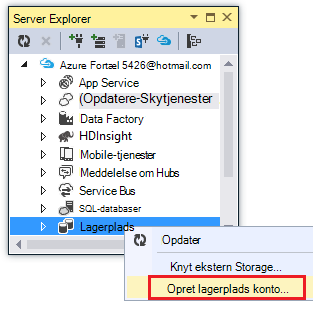 Server Explorer
Azure Fortæl 5426@hotmail.com
App Service
(Opdatere-Skytjenester
Data Factory
HDInsight
Mobile-tjenester
Meddelelse om Hubs
Service Bus
SQL-databaser
Lagerplads
Opdater
Knyt ekstern Storage...
Opret lagerplads konto...